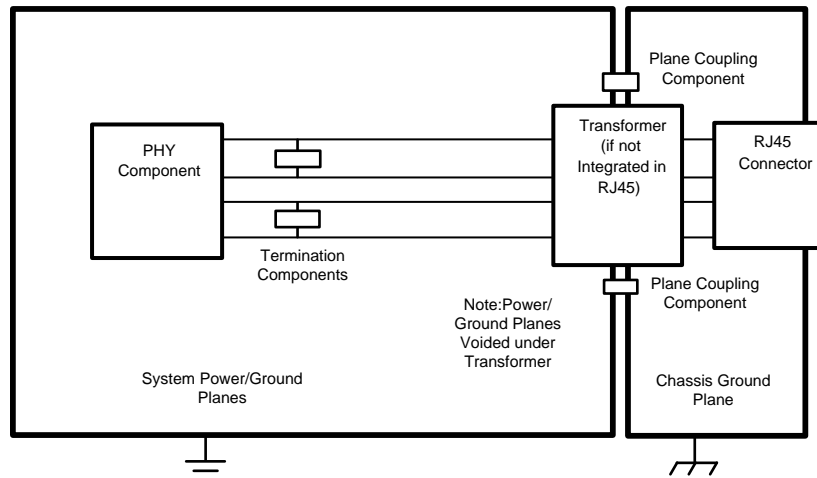 Plane Coupling
Component
PHY
Component
Transformer
(if not
Integrated in
RJ45)
RJ45
Connector
Termination
Components
Plane Coupling
Component
Note:Power/
Ground Planes
Voided under
Transformer
System Power/Ground
Planes
Chassis Ground
Plane